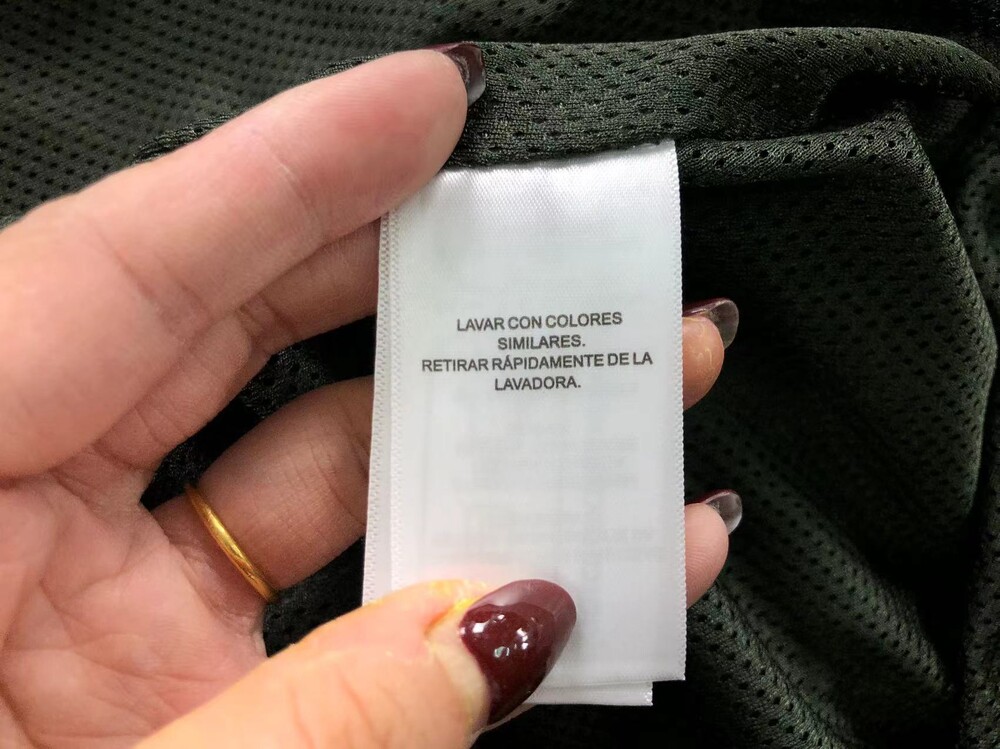 LAVAR CON COLORES
SIMILARES.
RETIRAR RÁPIDAMENTE DE LA
LAVADORA.